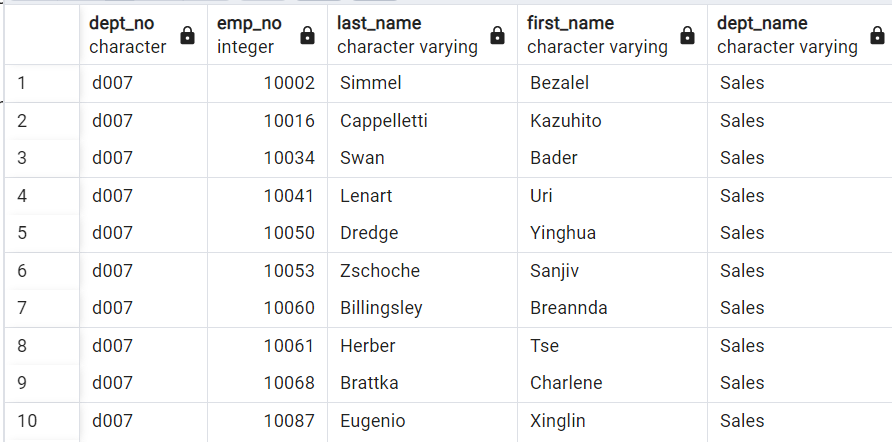 dept_no emp_no last_name first_name dept_name
character integer character varying character varying character varying
1 d007 10002 Simmel Bezalel Sales
2 d007 10016 Cappelletti Kazuhito Sales
3 d007 10034 Swan Bader Sales
4 d007 10041 Lenart Uri Sales
5 d007 10050 Dredge Yinghua Sales
6 d007 10053 Zschoche Sanjiv Sales
7 d007 10060 Billingsley Breannda Sales
8 d007 10061 Herber Tse Sales
9 d007 10068 Brattka Charlene Sales
10 d007 10087 Eugenio Xinglin Sales